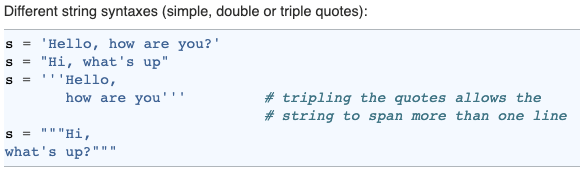 Different string syntaxes (simple, double or triple quotes):
s = 'Hello, how are you?'
s = "Hi, what's up"
s = '''Hello,
how are you''' # tripling the quotes allows the
# string to span more than one line
s = """Hi,
what's up?"""